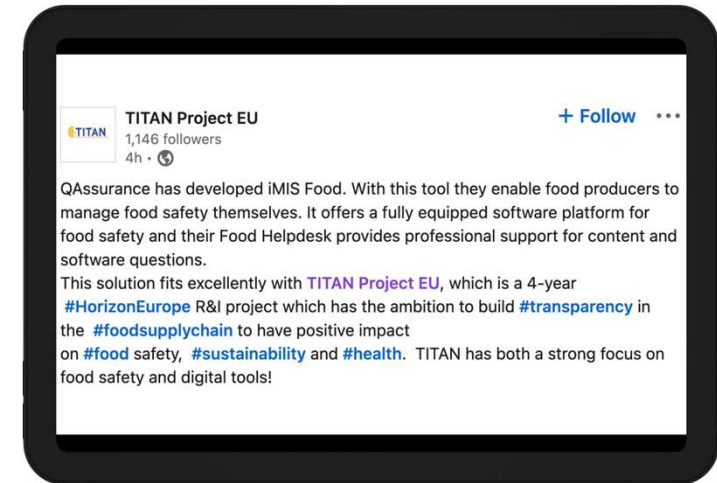 TITAN
TITAN Project EU
+ Follow ...
1,146 followers
4h •
QAssurance has developed iMIS Food. With this tool they enable food producers to
manage food safety themselves. It offers a fully equipped software platform for
food safety and their Food Helpdesk provides professional support for content and
software questions.
This solution fits excellently with TITAN Project EU, which is a 4-year
#HorizonEurope R&I project which has the ambition to build #transparency in
the #foodsupplychain to have positive impact
on #food safety, #sustainability and #health. TITAN has both a strong focus on
food safety and digital tools!